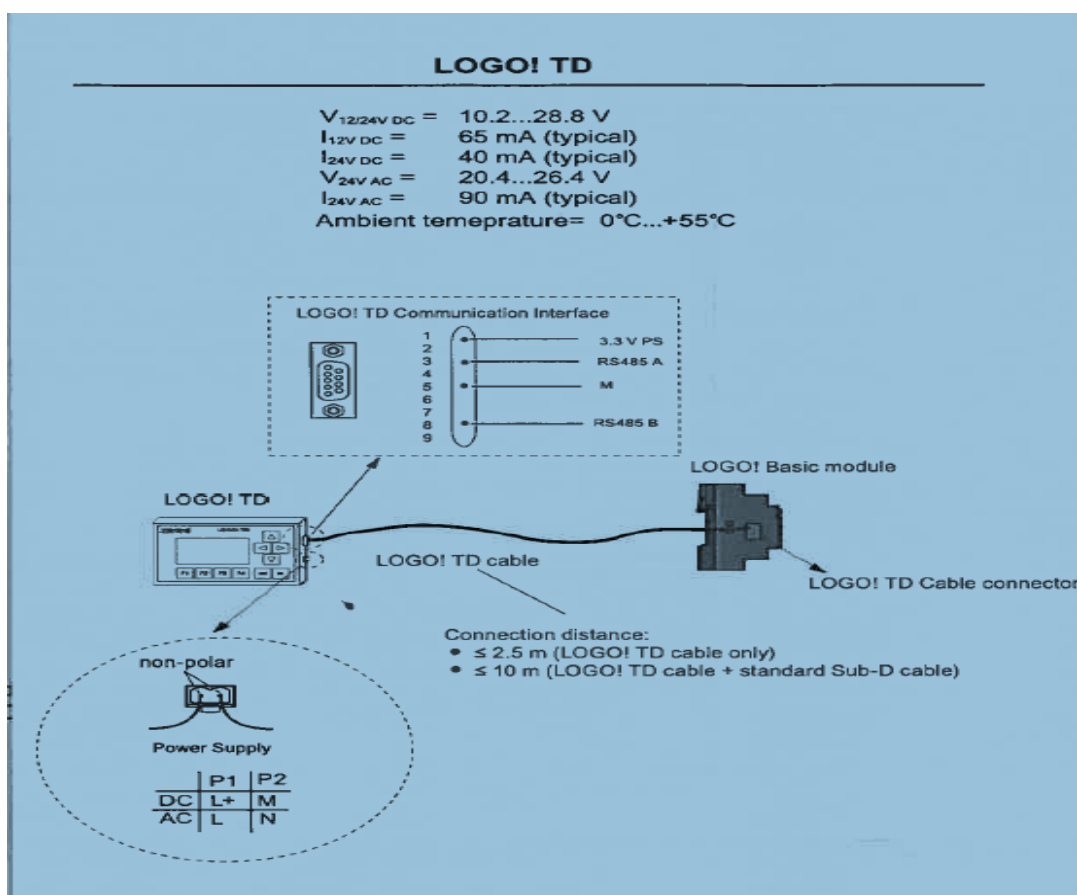 LOGO! TD
V12/24V DC = 10.2...28.8 V
I12V DC = 65 mA (typical)
I24V DC = 40 mA (typical)
V24V AC = 20.4...26.4 V
I24V AC = 90 mA (typical)
Ambient temeprature= 0°C...+55°C
LOGO! TD Communication Interface
1
2
3
4
5
6
7
8
9
3.3 V PS
RS485 A
M
RS485 B
LOGO! Basic module
LOGO! TD
LOGO! TD cable
LOGO! TD Cable connector
Connection distance:
• ≤ 2.5 m (LOGO! TD cable only)
• ≤ 10 m (LOGO! TD cable + standard Sub-D cable)
non-polar
Power Supply
P1 P2
DC L+ M
AC L N